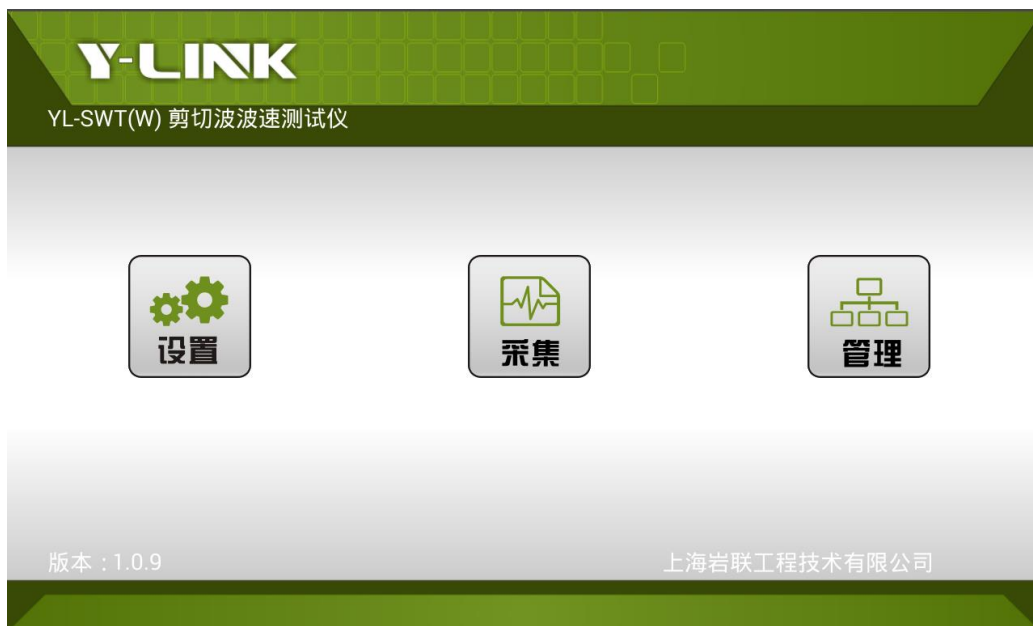 Y-LINK
YL-SWT(W) 剪切波波速测试仪
设置
采集
管理
版本 : 1.0.9
上海岩联工程技术有限公司